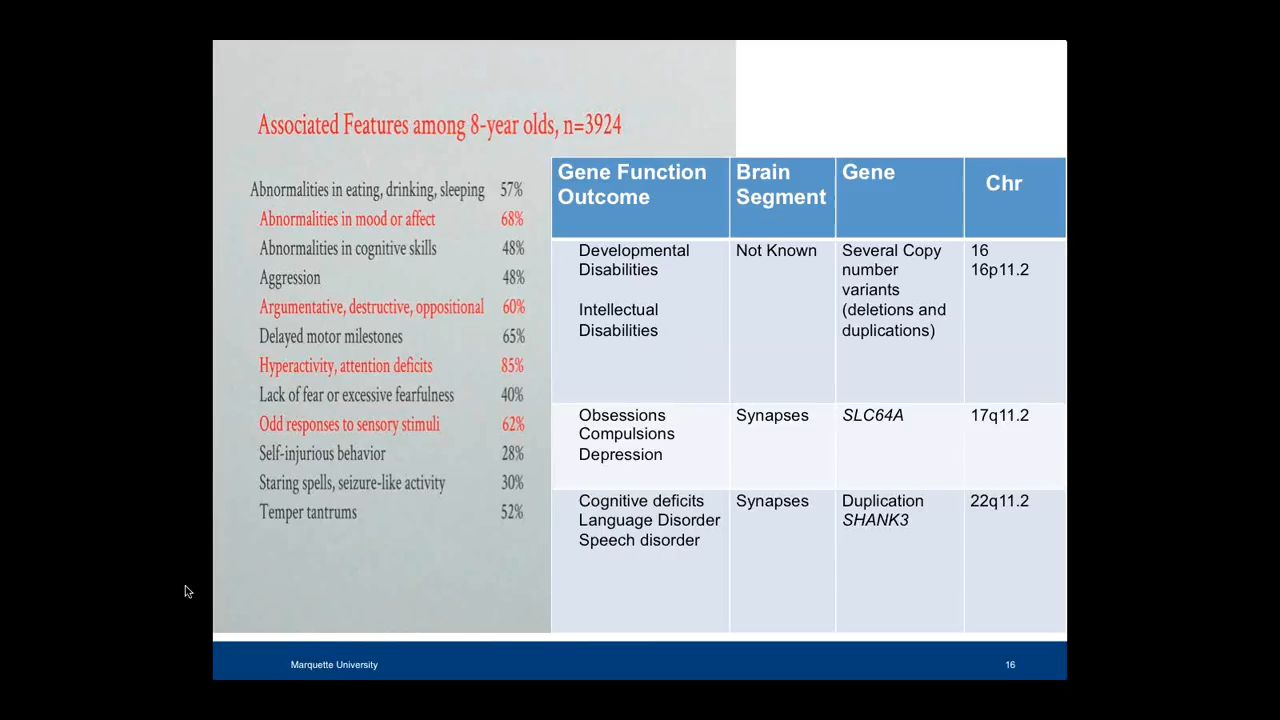 Associated Features among 8-year olds, n=3924
Abnormalities in eating, drinking, sleeping 57%
Abnormalities in mood or affect 68%
Abnormalities in cognitive skills 48%
Aggression 48%
Argumentative, destructive, oppositional 60%
Delayed motor milestones 65%
Hyperactivity, attention deficits 85%
Lack of fear or excessive fearfulness 40%
Odd responses to sensory stimuli 62%
Self-injurious behavior 28%
Staring spells, seizure-like activity 30%
Temper tantrums 52%
Gene Function Brain Gene Chr
Outcome Segment
Developmental Not Known Several Copy 16
Disabilities number 16p11.2
variants
Intellectual (deletions and
Disabilities duplications)
Obsessions Synapses SLC64A 17q11.2
Compulsions
Depression
Cognitive deficits Synapses Duplication 22q11.2
Language Disorder SHANK3
Speech disorder
Marquette University 16